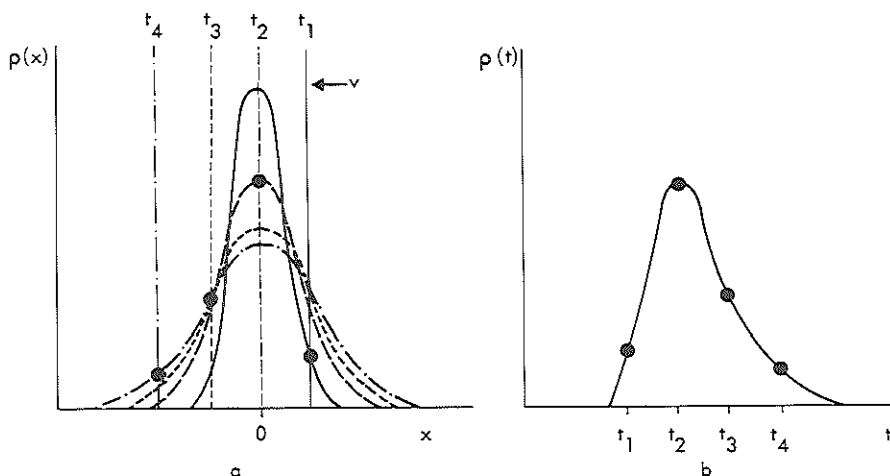 t4 t3 t2 t1
ρ(x)
v
0 x
a
ρ(t)
t1 t2 t3 t4 t
b